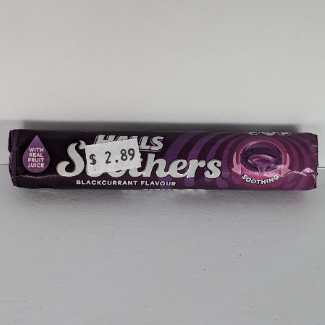 WITH
REAL
FRUIT
JUICE
HALLS
Soothers
$ 2.89
BLACKCURRANT FLAVOUR
SOOTHING